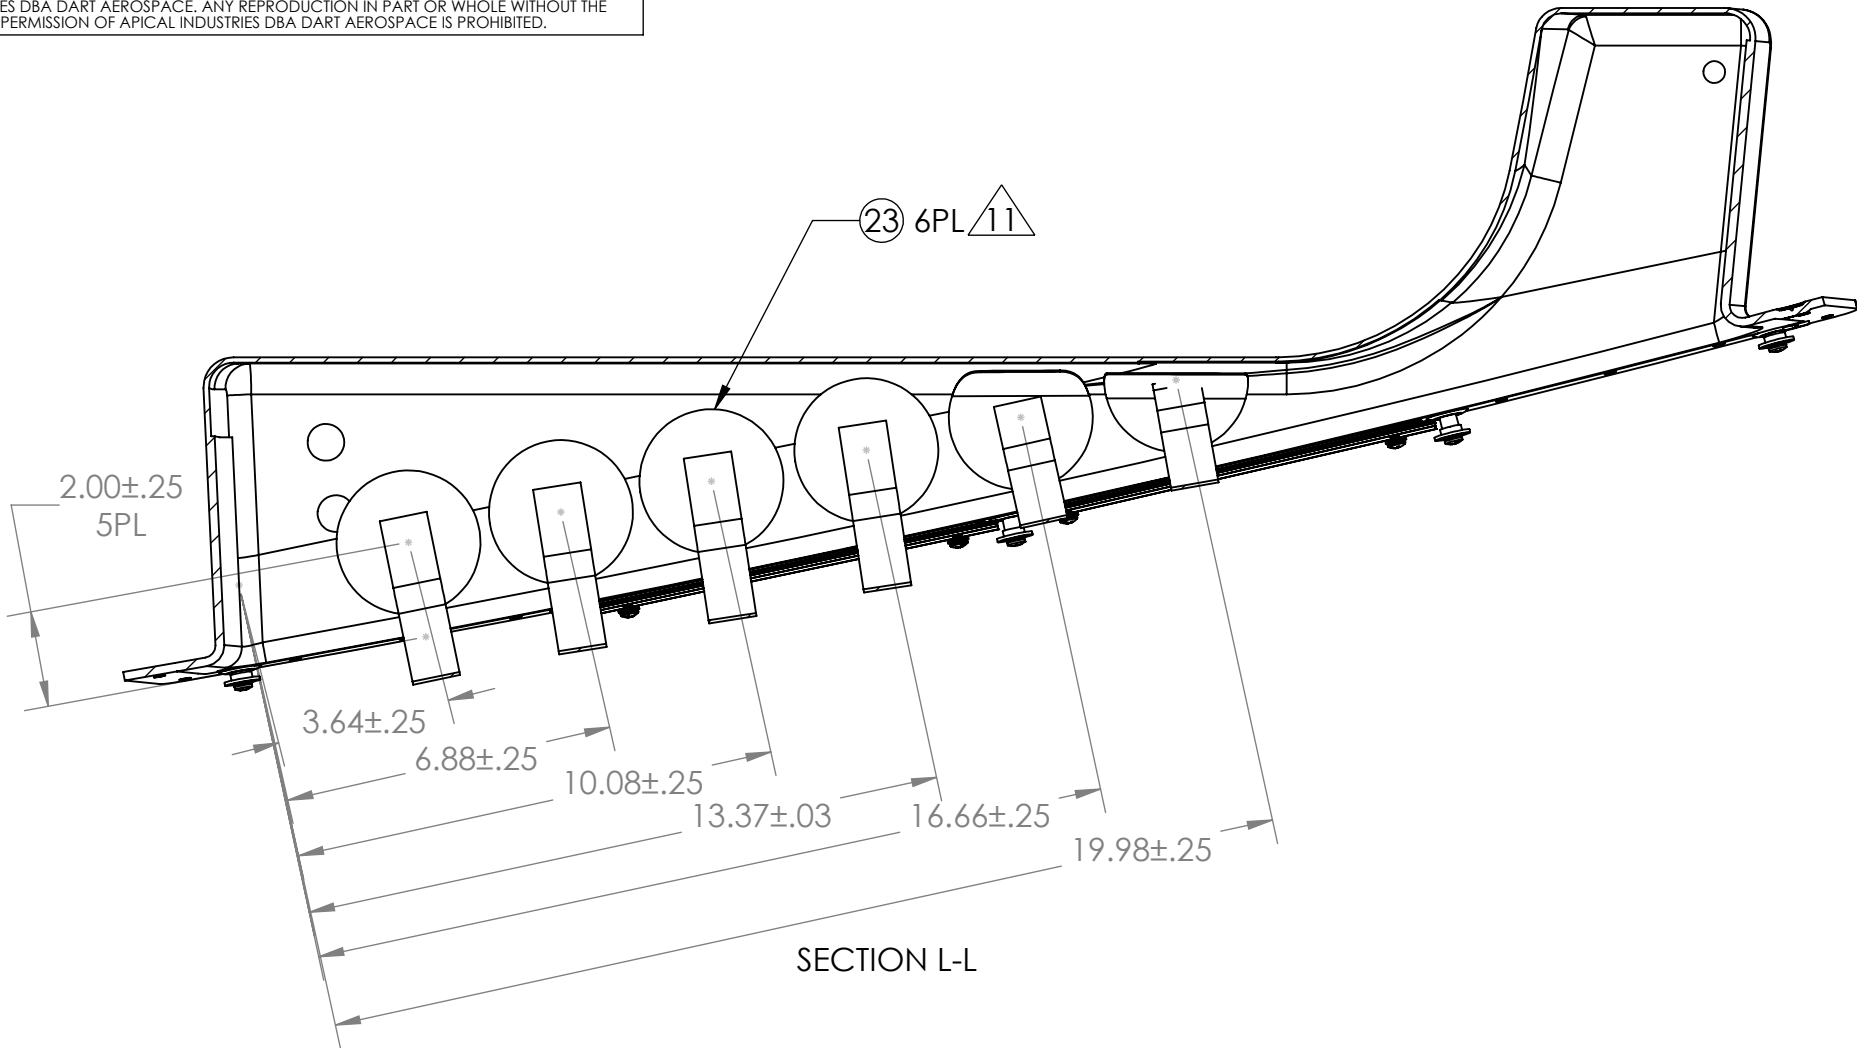 ES DBA DART AEROSPACE. ANY REPRODUCTION IN PART OR WHOLE WITHOUT THE
PERMISSION OF APICAL INDUSTRIES DBA DART AEROSPACE IS PROHIBITED.
23 6PL 11
2.00±.25
5PL
3.64±.25
6.88±.25
10.08±.25
13.37±.03
16.66±.25
19.98±.25
SECTION L-L